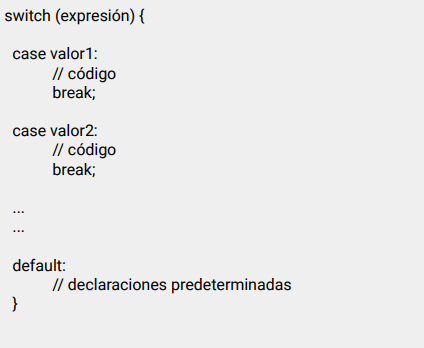 switch (expresión) {
case valor1:
// código
break;
case valor2:
// código
break;
...
...
default:
// declaraciones predeterminadas
}